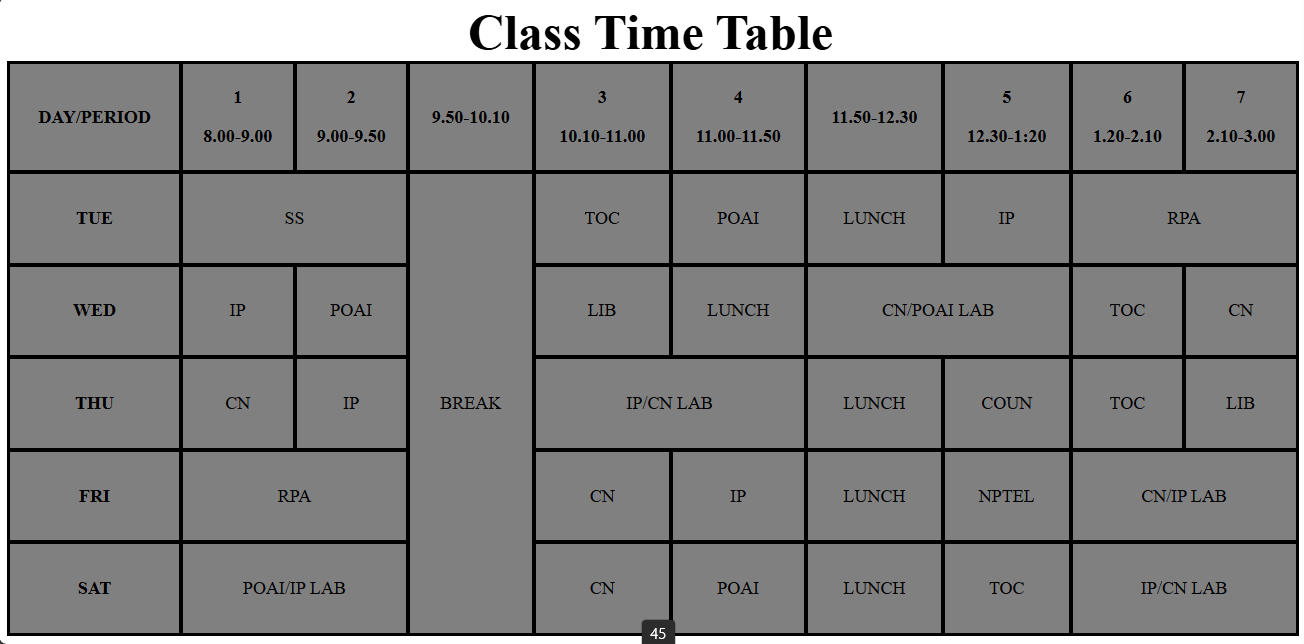 Class Time Table
DAY/PERIOD
1
8.00-9.00
2
9.00-9.50
9.50-10.10
3
10.10-11.00
4
11.00-11.50
11.50-12.30
5
12.30-1:20
6
1.20-2.10
7
2.10-3.00
TUE
SS
TOC
POAI
LUNCH
IP
RPA
WED
IP
POAI
LIB
LUNCH
CN/POAI LAB
TOC
CN
THU
CN
IP
BREAK
IP/CN LAB
LUNCH
COUN
TOC
LIB
FRI
RPA
CN
IP
LUNCH
NPTEL
CN/IP LAB
SAT
POAI/IP LAB
CN
POAI
LUNCH
TOC
IP/CN LAB
45